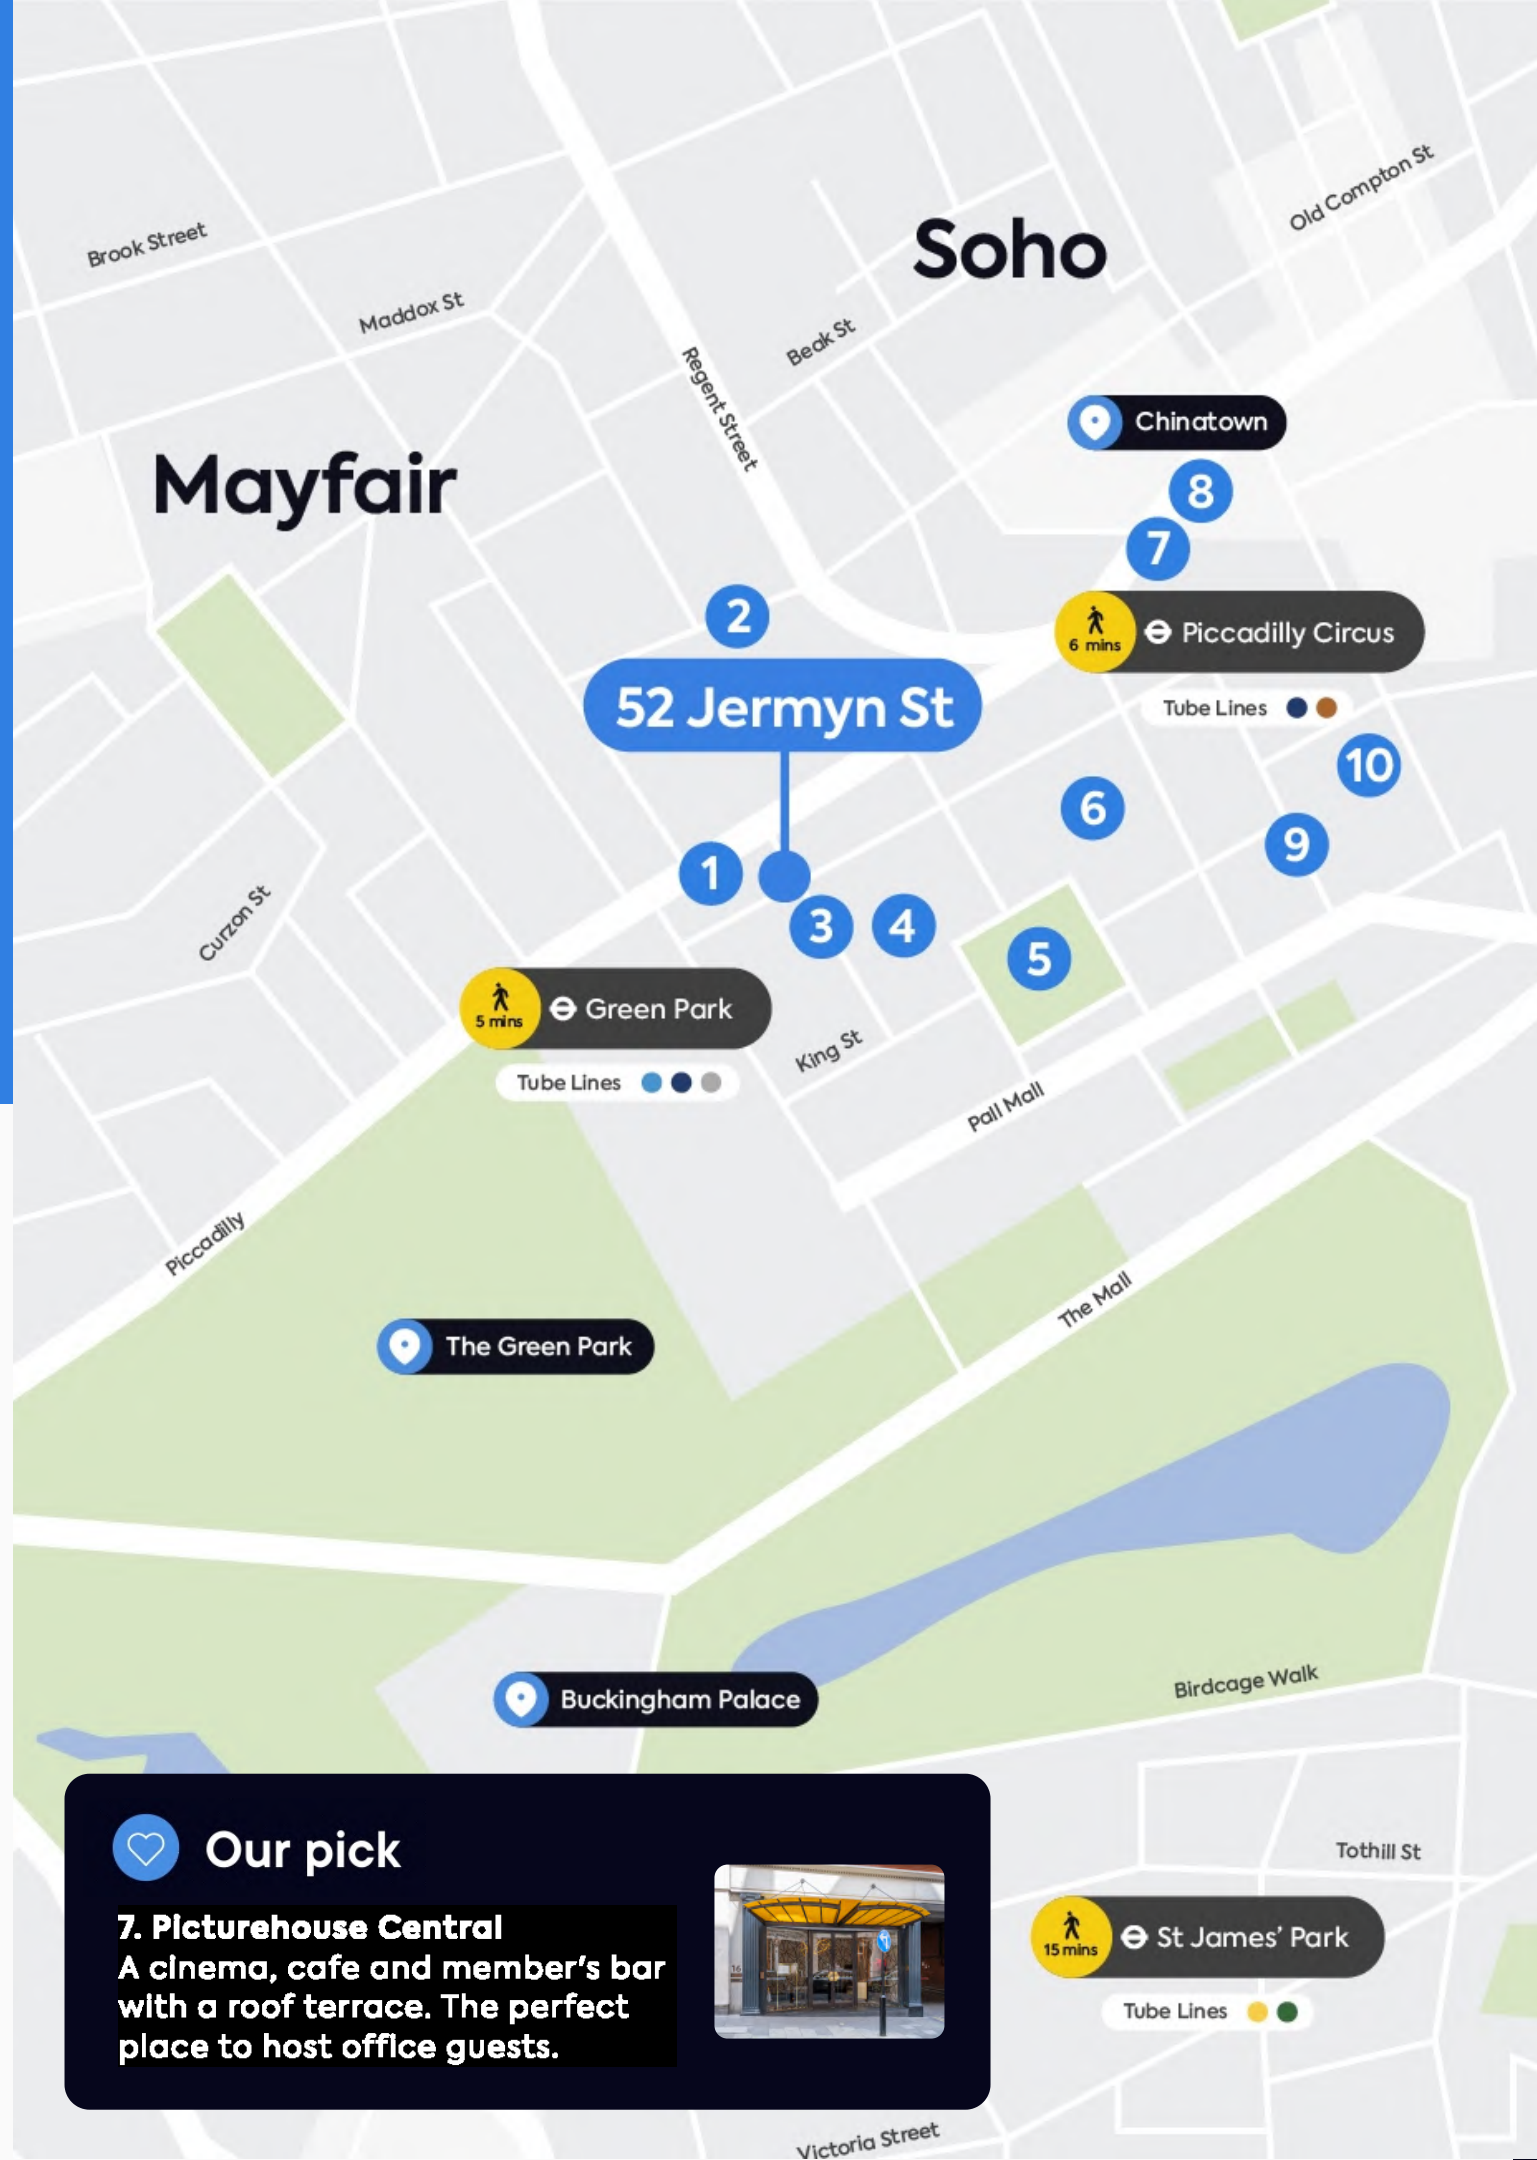 Old Compton St
Soho
Brook Street
Maddox St
Beak St
Regent Street
Chinatown
Mayfair
8
7
2
6 mins
Piccadilly Circus
52 Jermyn St
Tube Lines
10
6
9
1
3
4
5
Curzon St
5 mins
Green Park
King St
Tube Lines
Pall Mall
Piccadilly
The Mall
The Green Park
Birdcage Walk
Buckingham Palace
Our pick
7. Picturehouse Central
A cinema, cafe and member's bar
with a roof terrace. The perfect
place to host office guests.
16
Tothill St
15 mins
St James' Park
Tube Lines
Victoria Street